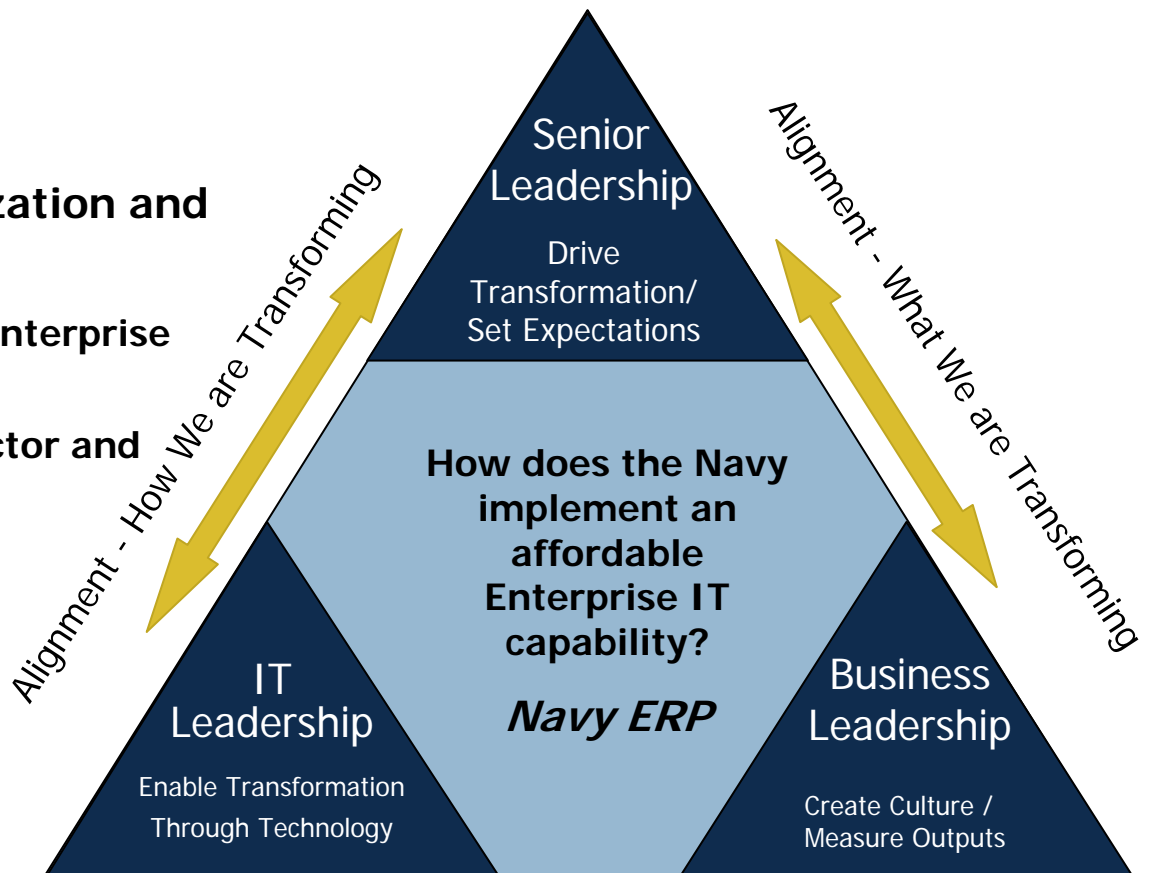 zation and
nterprise
ctor and
Alignment - How We are Transforming
Alignment - What We are Transforming
Senior
Leadership
Drive
Transformation/
Set Expectations
How does the Navy
implement an
affordable
Enterprise IT
capability?
Navy ERP
IT
Leadership
Enable Transformation
Through Technology
Business
Leadership
Create Culture /
Measure Outputs